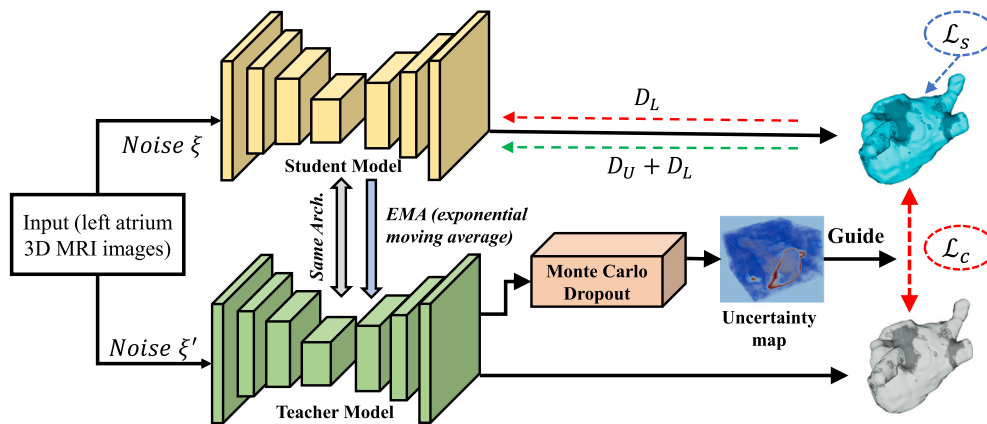 ℒ_s
D_L
Noise ξ
Student Model
D_U + D_L
Input (left atrium
3D MRI images)
Same Arch.
EMA (exponential
moving average)
Monte Carlo
Dropout
Guide
ℒ_c
Uncertainty
map
Noise ξ′
Teacher Model